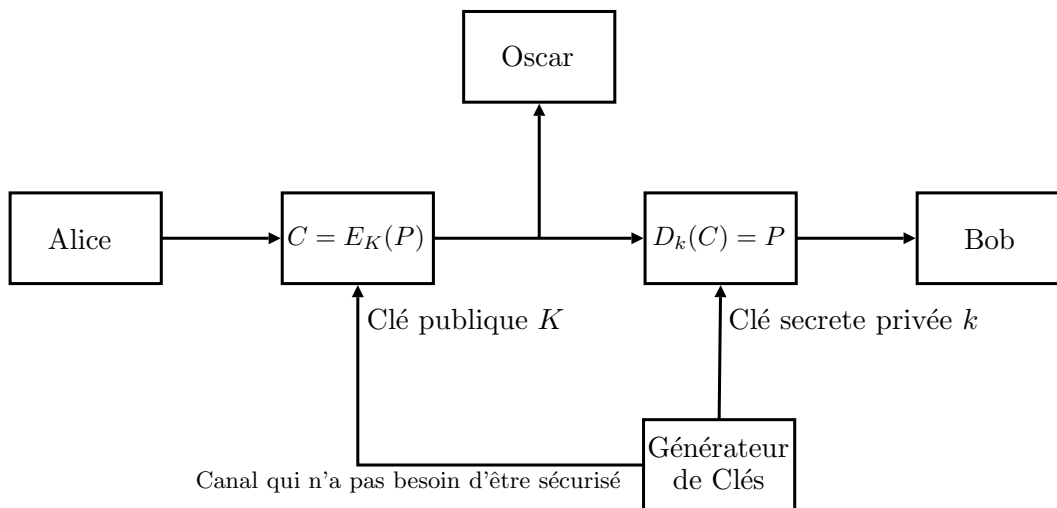 Oscar
Alice
$C = E_K(P)$
$D_k(C) = P$
Bob
Clé publique $K$
Clé secrete privée $k$
Générateur
de Clés
Canal qui n'a pas besoin d'être sécurisé